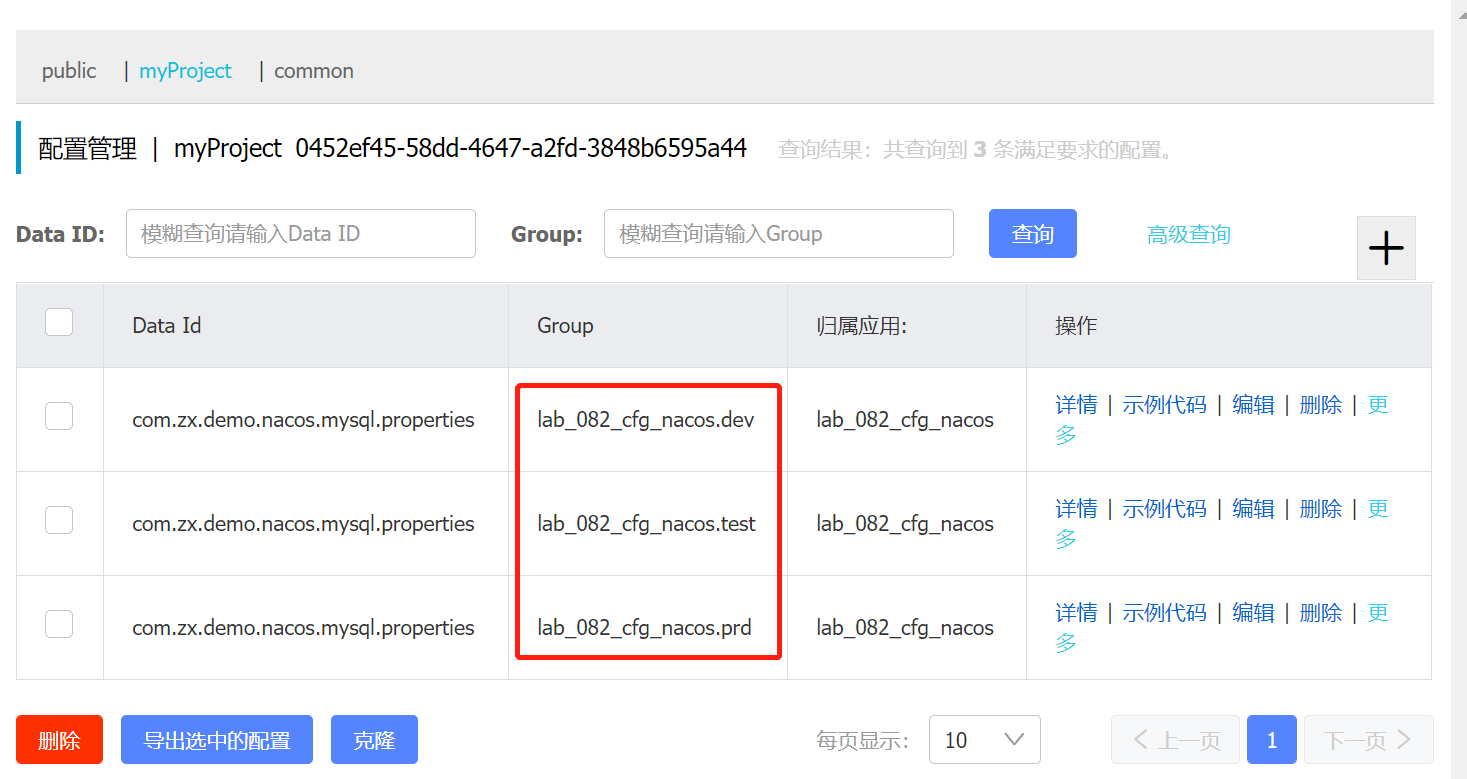 public | myProject | common
配置管理 | myProject 0452ef45-58dd-4647-a2fd-3848b6595a44 查询结果：共查询到 3 条满足要求的配置。
Data ID: 模糊查询请输入Data ID Group: 模糊查询请输入Group 查询 高级查询
Data Id Group 归属应用: 操作
com.zx.demo.nacos.mysql.properties lab_082_cfg_nacos.dev lab_082_cfg_nacos 详情 | 示例代码 | 编辑 | 删除 | 更
多
com.zx.demo.nacos.mysql.properties lab_082_cfg_nacos.test lab_082_cfg_nacos 详情 | 示例代码 | 编辑 | 删除 | 更
多
com.zx.demo.nacos.mysql.properties lab_082_cfg_nacos.prd lab_082_cfg_nacos 详情 | 示例代码 | 编辑 | 删除 | 更
多
删除 导出选中的配置 克隆 每页显示: 10 上一页 1 下一页